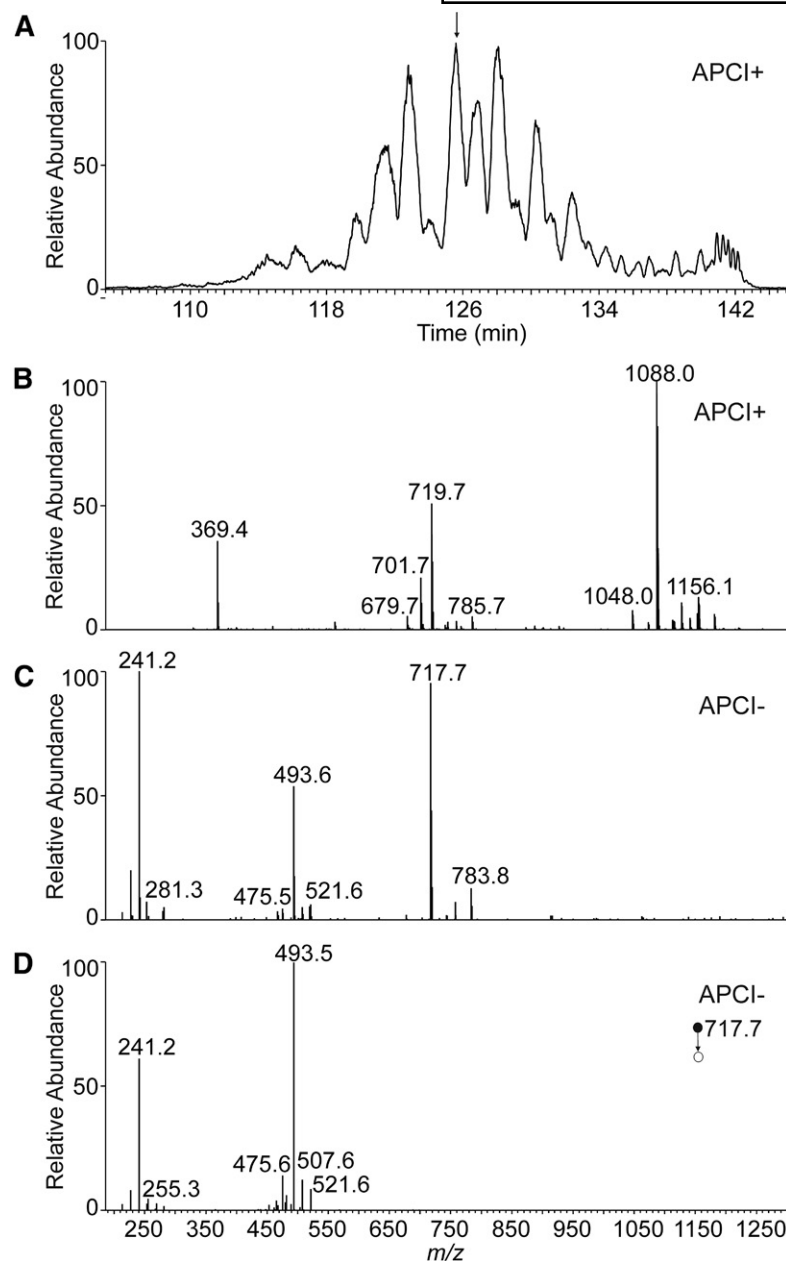 A
100
APCI+
50
0
Relative Abundance
110 118 126 134 142
Time (min)
B
100
1088.0
APCI+
719.7
50
369.4
701.7
679.7 785.7
1048.0 1156.1
0
Relative Abundance
C
241.2
100
717.7
APCI-
493.6
50
281.3 475.5 521.6
783.8
0
Relative Abundance
D
493.5
100
APCI-
717.7
241.2
50
475.6 507.6
255.3 521.6
0
Relative Abundance
250 350 450 550 650 750 850 950 1050 1150 1250
m/z